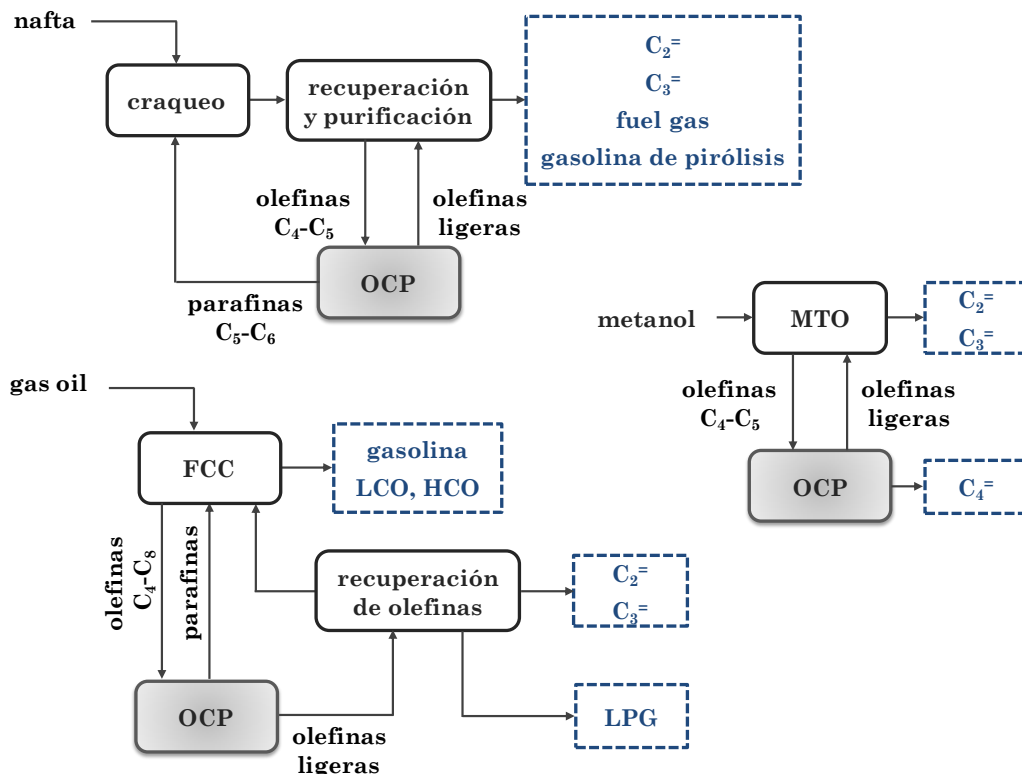 nafta
craqueo
recuperación
y purificación
C₂⁼
C₃⁼
fuel gas
gasolina de pirólisis
olefinas
C₄-C₅
olefinas
ligeras
OCP
parafinas
C₅-C₆
metanol
MTO
C₂⁼
C₃⁼
olefinas
C₄-C₅
olefinas
ligeras
OCP
C₄⁼
gas oil
FCC
gasolina
LCO, HCO
olefinas
C₄-C₈
parafinas
recuperación
de olefinas
C₂⁼
C₃⁼
OCP
olefinas
ligeras
LPG